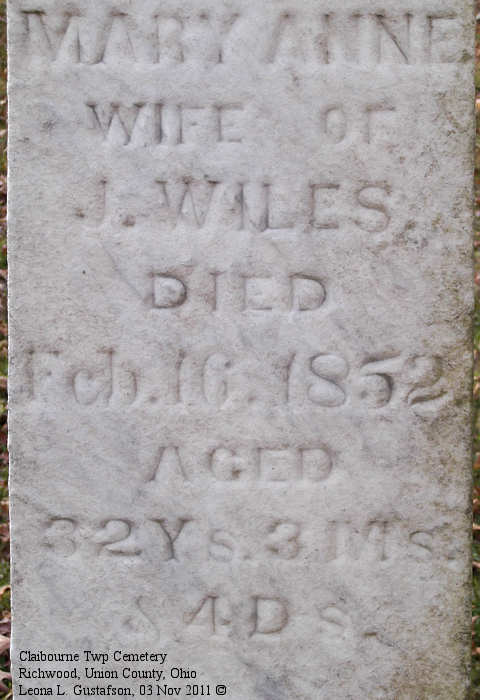 MARY ANNE
WIFE OF
J. WILES
DIED
Feb. 16. 1852
AGED
32 Ys. 3 Ms.
& 4 Ds.
Claibourne Twp Cemetery
Richwood, Union County, Ohio
Leona L. Gustafson, 03 Nov 2011 ©